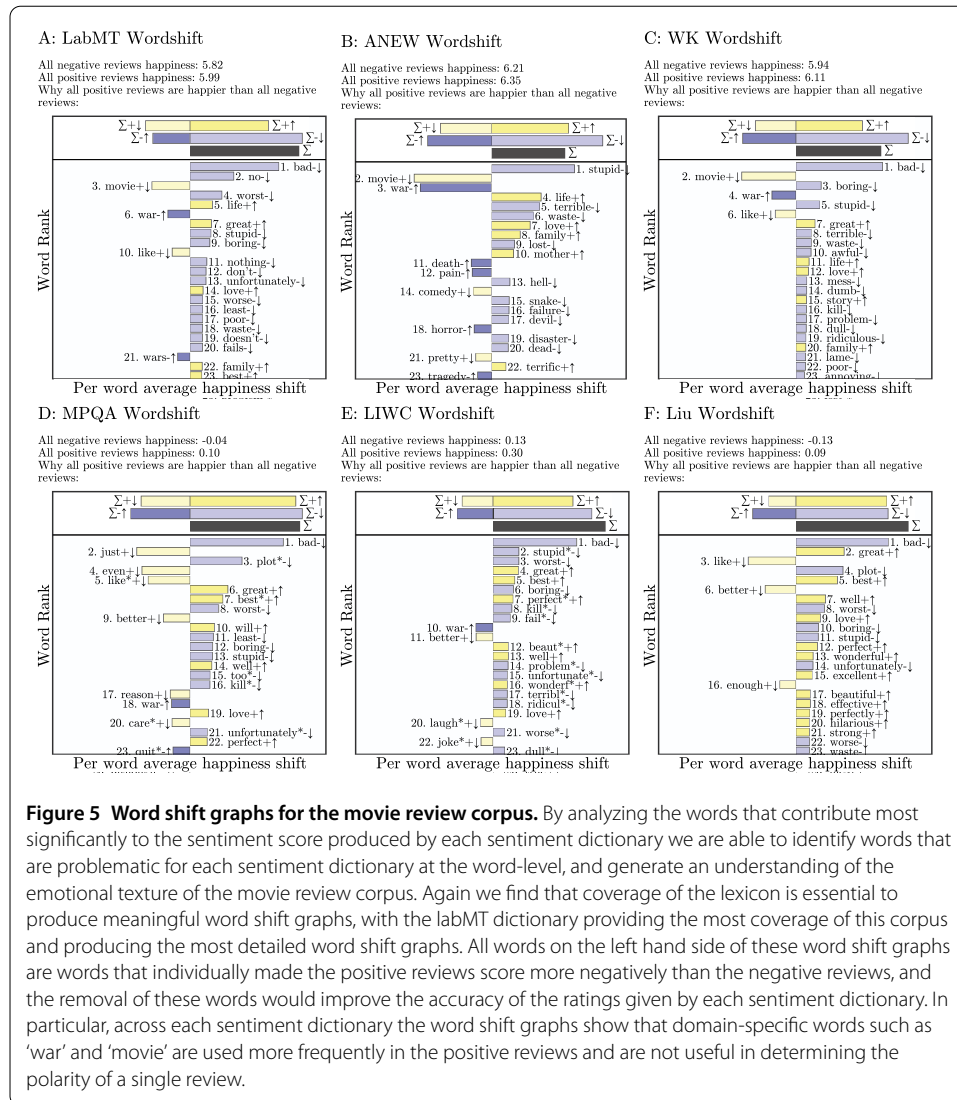 A: LabMT Wordshift
All negative reviews happiness: 5.82
All positive reviews happiness: 5.99
Why all positive reviews are happier than all negative
reviews:
Σ+↓ Σ+↑
Σ-↑ Σ-↓
Σ
Word Rank
1. bad-↓
2. no-↓
3. movie+↓
4. worst-↓
5. life+↑
6. war-↑
7. great+↑
8. stupid-↓
9. boring-↓
10. like+↓
11. nothing-↓
12. don't-↓
13. unfortunately-↓
14. love+↑
15. worse-↓
16. least-↓
17. poor-↓
18. waste-↓
19. doesn't-↓
20. fails-↓
21. wars-↑
22. family+↑
23. best+↑
Per word average happiness shift
B: ANEW Wordshift
All negative reviews happiness: 6.21
All positive reviews happiness: 6.35
Why all positive reviews are happier than all negative
reviews:
Σ+↓ Σ+↑
Σ-↑ Σ-↓
Σ
Word Rank
1. stupid-↓
2. movie+↓
3. war-↑
4. life+↑
5. terrible-↓
6. waste-↓
7. love+↑
8. family+↑
9. lost-↓
10. mother+↑
11. death-↑
12. pain-↑
13. hell-↓
14. comedy+↓
15. snake-↓
16. failure-↓
17. devil-↓
18. horror-↑
19. disaster-↓
20. dead-↓
21. pretty+↓
22. terrific+↑
23. tragedy-↑
Per word average happiness shift
C: WK Wordshift
All negative reviews happiness: 5.94
All positive reviews happiness: 6.11
Why all positive reviews are happier than all negative
reviews:
Σ+↓ Σ+↑
Σ-↑ Σ-↓
Σ
Word Rank
1. bad-↓
2. movie+↓
3. boring-↓
4. war-↑
5. stupid-↓
6. like+↓
7. great+↑
8. terrible-↓
9. waste-↓
10. awful-↓
11. life+↑
12. love+↑
13. mess-↓
14. dumb-↓
15. story+↑
16. kill-↓
17. problem-↓
18. dull-↓
19. ridiculous-↓
20. family+↑
21. lame-↓
22. poor-↓
23. annoying-↓
Per word average happiness shift
D: MPQA Wordshift
All negative reviews happiness: -0.04
All positive reviews happiness: 0.10
Why all positive reviews are happier than all negative
reviews:
Σ+↓ Σ+↑
Σ-↑ Σ-↓
Σ
Word Rank
1. bad-↓
2. just+↓
3. plot*-↓
4. even+↓
5. like*+↓
6. great+↑
7. best*+↑
8. worst-↓
9. better+↓
10. will+↑
11. least-↓
12. boring-↓
13. stupid-↓
14. well+↑
15. too*-↓
16. kill*-↓
17. reason+↓
18. war-↑
19. love+↑
20. care*+↓
21. unfortunately*-↓
22. perfect+↑
23. quit*-↑
Per word average happiness shift
E: LIWC Wordshift
All negative reviews happiness: 0.13
All positive reviews happiness: 0.30
Why all positive reviews are happier than all negative
reviews:
Σ+↓ Σ+↑
Σ-↑ Σ-↓
Σ
Word Rank
1. bad-↓
2. stupid*-↓
3. worst-↓
4. great+↑
5. best+↑
6. boring-↓
7. perfect*+↑
8. kill*-↓
9. fail*-↓
10. war-↑
11. better+↓
12. beaut*+↑
13. well+↑
14. problem*-↓
15. unfortunate*-↓
16. wonderf*+↑
17. terribl*-↓
18. ridicul*-↓
19. love+↑
20. laugh*+↓
21. worse*-↓
22. joke*+↓
23. dull*-↓
Per word average happiness shift
F: Liu Wordshift
All negative reviews happiness: -0.13
All positive reviews happiness: 0.09
Why all positive reviews are happier than all negative
reviews:
Σ+↓ Σ+↑
Σ-↑ Σ-↓
Σ
Word Rank
1. bad-↓
2. great+↑
3. like+↓
4. plot-↓
5. best+↑
6. better+↓
7. well+↑
8. worst-↓
9. love+↑
10. boring-↓
11. stupid-↓
12. perfect+↑
13. wonderful+↑
14. unfortunately-↓
15. excellent+↑
16. enough+↓
17. beautiful+↑
18. effective+↑
19. perfectly+↑
20. hilarious+↑
21. strong+↑
22. worse-↓
23. waste-↓
Per word average happiness shift
Figure 5 Word shift graphs for the movie review corpus. By analyzing the words that contribute most
significantly to the sentiment score produced by each sentiment dictionary we are able to identify words that
are problematic for each sentiment dictionary at the word-level, and generate an understanding of the
emotional texture of the movie review corpus. Again we find that coverage of the lexicon is essential to
produce meaningful word shift graphs, with the labMT dictionary providing the most coverage of this corpus
and producing the most detailed word shift graphs. All words on the left hand side of these word shift graphs
are words that individually made the positive reviews score more negatively than the negative reviews, and
the removal of these words would improve the accuracy of the ratings given by each sentiment dictionary. In
particular, across each sentiment dictionary the word shift graphs show that domain-specific words such as
'war' and 'movie' are used more frequently in the positive reviews and are not useful in determining the
polarity of a single review.